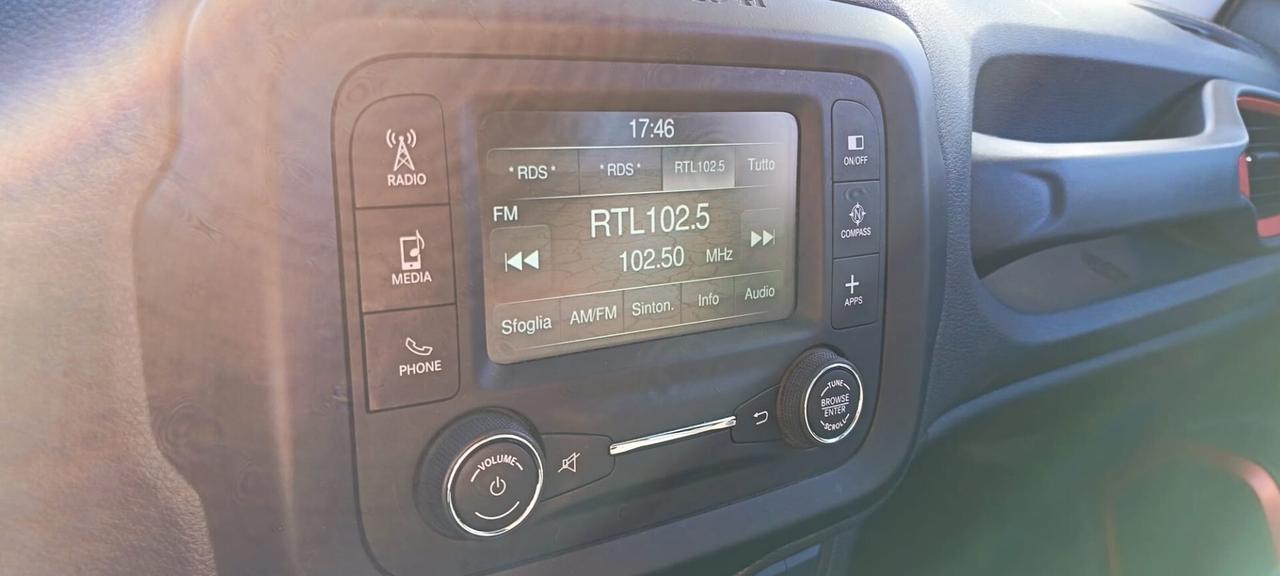 RADIO
MEDIA
PHONE
17:46
*RDS* *RDS* RTL102.5 Tutto
FM
RTL102.5
102.50 MHz
Sfoglia AM/FM Sinton. Info Audio
ON/OFF
N
COMPASS
APPS
VOLUME
TUNE
BROWSE
ENTER
SCROLL